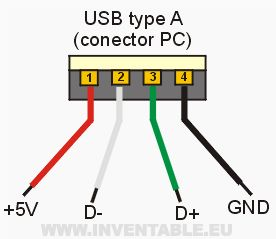 USB type A
(conector PC)
1 2 3 4
+5V D- D+ GND
WWW.INVENTABLE.EU